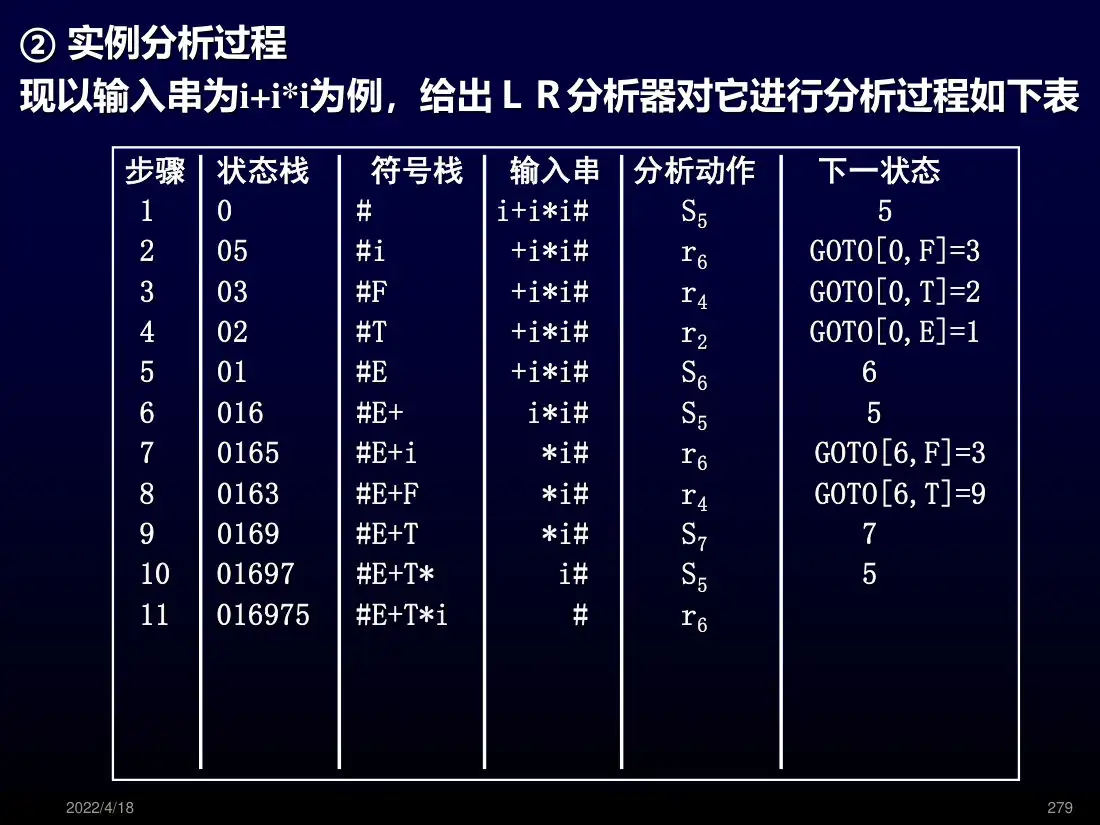 ② 实例分析过程
现以输入串为i+i*i为例，给出ＬＲ分析器对它进行分析过程如下表
步骤 状态栈 符号栈 输入串 分析动作 下一状态
1 0 # i+i*i# S5 5
2 05 #i +i*i# r6 GOTO[0,F]=3
3 03 #F +i*i# r4 GOTO[0,T]=2
4 02 #T +i*i# r2 GOTO[0,E]=1
5 01 #E +i*i# S6 6
6 016 #E+ i*i# S5 5
7 0165 #E+i *i# r6 GOTO[6,F]=3
8 0163 #E+F *i# r4 GOTO[6,T]=9
9 0169 #E+T *i# S7 7
10 01697 #E+T* i# S5 5
11 016975 #E+T*i # r6
2022/4/18 279